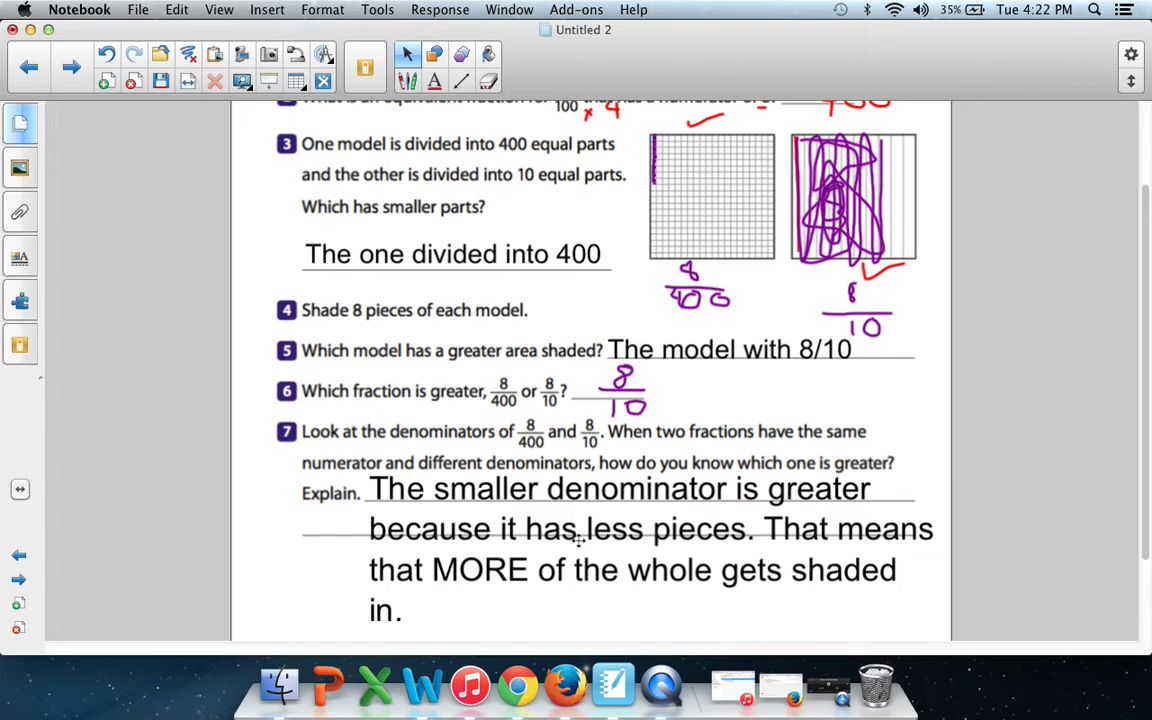 Notebook File Edit View Insert Format Tools Response Window Add-ons Help 35% Tue 4:22 PM
Untitled 2
100 × 4 400
3 One model is divided into 400 equal parts
and the other is divided into 10 equal parts.
Which has smaller parts?
The one divided into 400
8/400
8/10
4 Shade 8 pieces of each model.
5 Which model has a greater area shaded? The model with 8/10
6 Which fraction is greater, 8/400 or 8/10? 8/10
7 Look at the denominators of 8/400 and 8/10. When two fractions have the same
numerator and different denominators, how do you know which one is greater?
Explain. The smaller denominator is greater
because it has less pieces. That means
that MORE of the whole gets shaded
in.